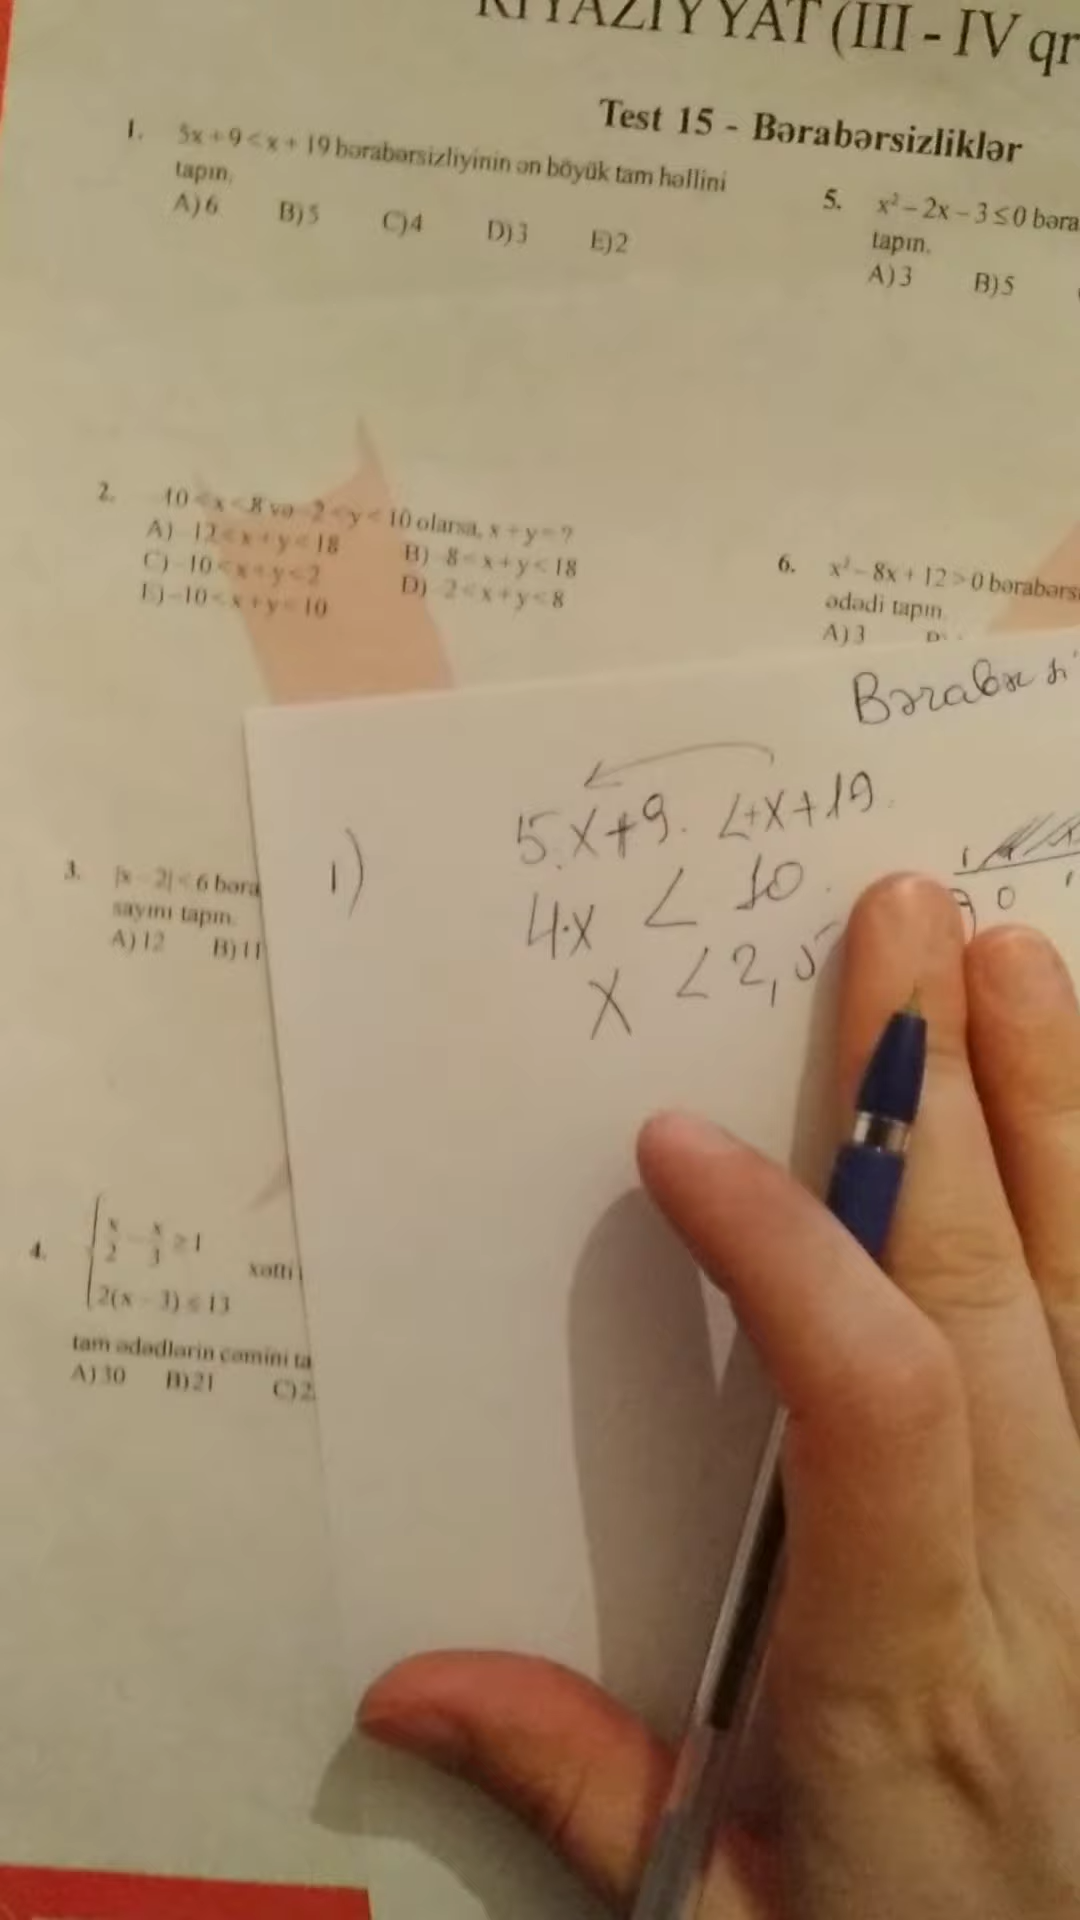 RİYAZİYYAT (III - IV qr
Test 15 - Bərabərsizliklər
1. 5x + 9 < x + 19 bərabərsizliyinin ən böyük tam həllini
tapın.
A) 6 B) 5 C) 4 D) 3 E) 2
2. -10 < x < 8 və -2 < y < 10 olarsa, x + y = ?
A) -12 < x + y < 18 B) -8 < x + y < 18
C) -10 < x + y < 2 D) -2 < x + y < 8
E) -10 < x + y < 10
3. |x - 2| < 6 bərə
sayını tapın.
A) 12 B) 11
4. x/2 - x/3 ≥ 1
2(x - 3) ≤ 13
xətti
tam ədədlərin cəmini ta
A) 30 B) 21 C) 2
5. x² - 2x - 3 ≤ 0 bərə
tapın.
A) 3 B) 5
6. x² - 8x + 12 > 0 bərabərsi
ədədi tapın.
A) 3
1)
5.x+9. <+x+19.
4.x < 10.
x < 2,5
0